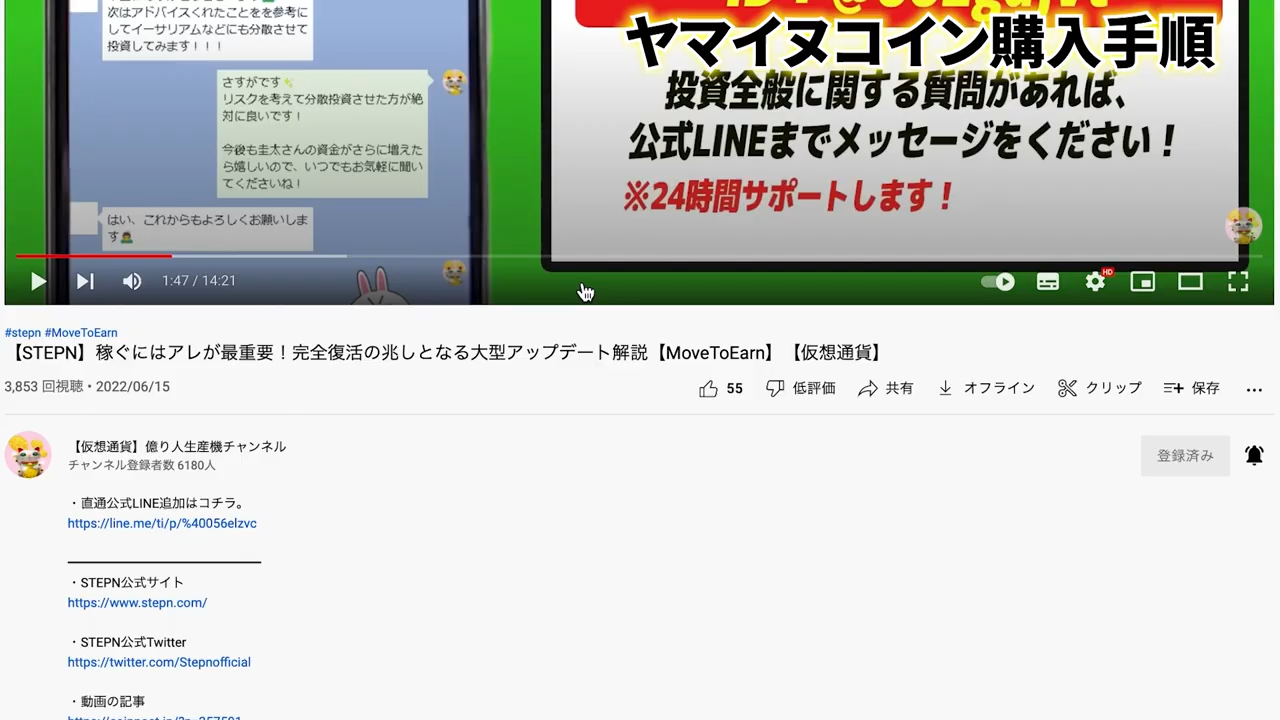 次はアドバイスくれたことをを参考に
してイーサリアムなどにも分散させて
投資してみます！！！
さすがです✨
リスクを考えて分散投資させた方が絶
対に良いです！
今後も圭太さんの資金がさらに増えた
ら嬉しいので、いつでもお気軽に聞い
てくださいね！
はい、これからもよろしくお願いしま
す🙇
ヤマイヌコイン購入手順
投資全般に関する質問があれば、
公式LINEまでメッセージをください！
※24時間サポートします！
1:47 / 14:21
HD
#stepn #MoveToEarn
【STEPN】稼ぐにはアレが最重要！完全復活の兆しとなる大型アップデート解説【MoveToEarn】【仮想通貨】
3,853 回視聴・2022/06/15
55 低評価 共有 オフライン クリップ 保存 …
【仮想通貨】億り人生産機チャンネル
チャンネル登録者数 6180人
登録済み
・直通公式LINE追加はコチラ。
https://line.me/ti/p/%40056elzvc
・STEPN公式サイト
https://www.stepn.com/
・STEPN公式Twitter
https://twitter.com/Stepnofficial
・動画の記事